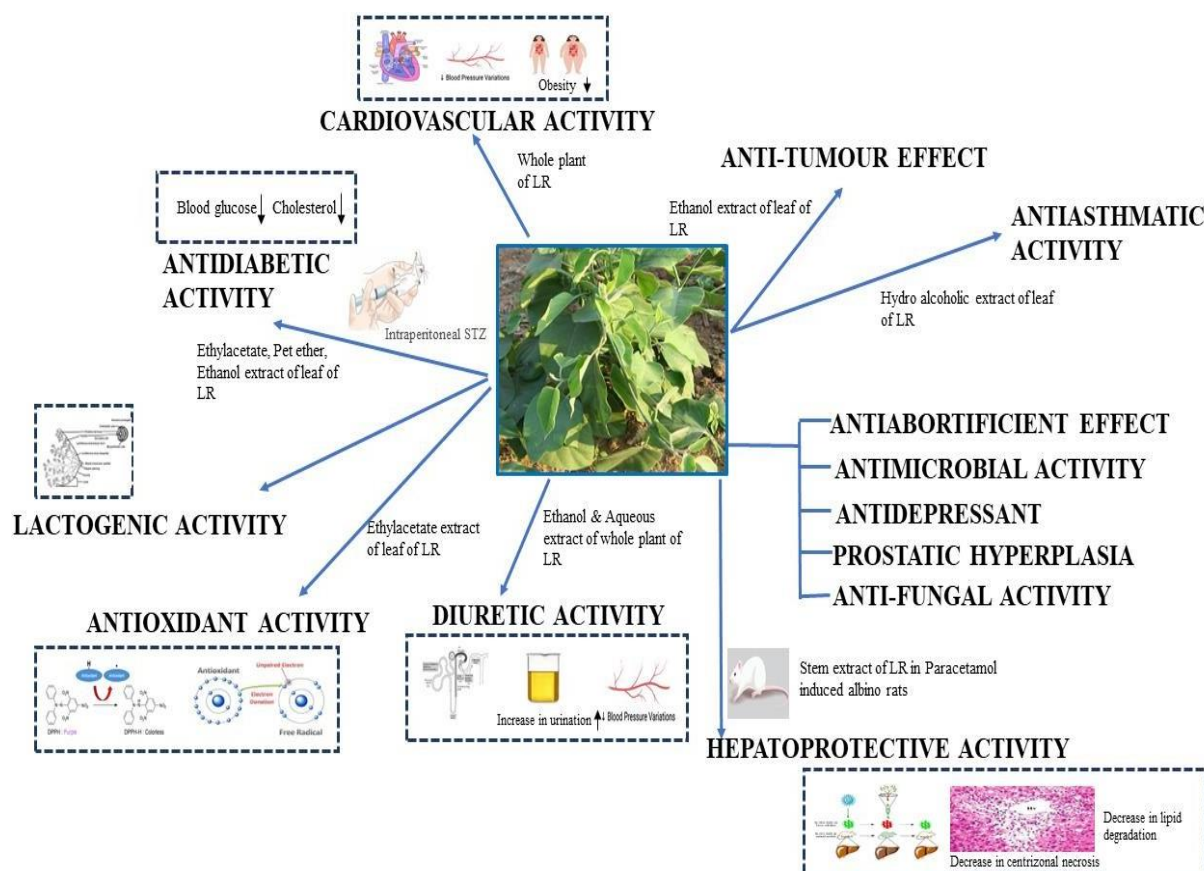 ↓ Blood Pressure Variations
Obesity ↓
CARDIOVASCULAR ACTIVITY
Whole plant
of LR
ANTI-TUMOUR EFFECT
Ethanol extract of leaf of
LR
ANTIASTHMATIC
ACTIVITY
Hydro alcoholic extract of leaf
of LR
Blood glucose↓ Cholesterol↓
ANTIDIABETIC
ACTIVITY
Intraperitoneal STZ
Ethylacetate, Pet ether,
Ethanol extract of leaf of
LR
LACTOGENIC ACTIVITY
Ethylacetate extract
of leaf of LR
ANTIOXIDANT ACTIVITY
H
Antioxidant
Unpaired Electron
Electron
Donation
Free Radical
O₂N
NO₂
O₂N
DPPH : Purple
DPPH-H : Colorless
Ethanol & Aqueous
extract of whole plant of
LR
DIURETIC ACTIVITY
Increase in urination ↑
↓ Blood Pressure Variations
ANTIABORTIFICIENT EFFECT
ANTIMICROBIAL ACTIVITY
ANTIDEPRESSANT
PROSTATIC HYPERPLASIA
ANTI-FUNGAL ACTIVITY
Stem extract of LR in Paracetamol
induced albino rats
HEPATOPROTECTIVE ACTIVITY
Decrease in centrizonal necrosis
Decrease in lipid
degradation